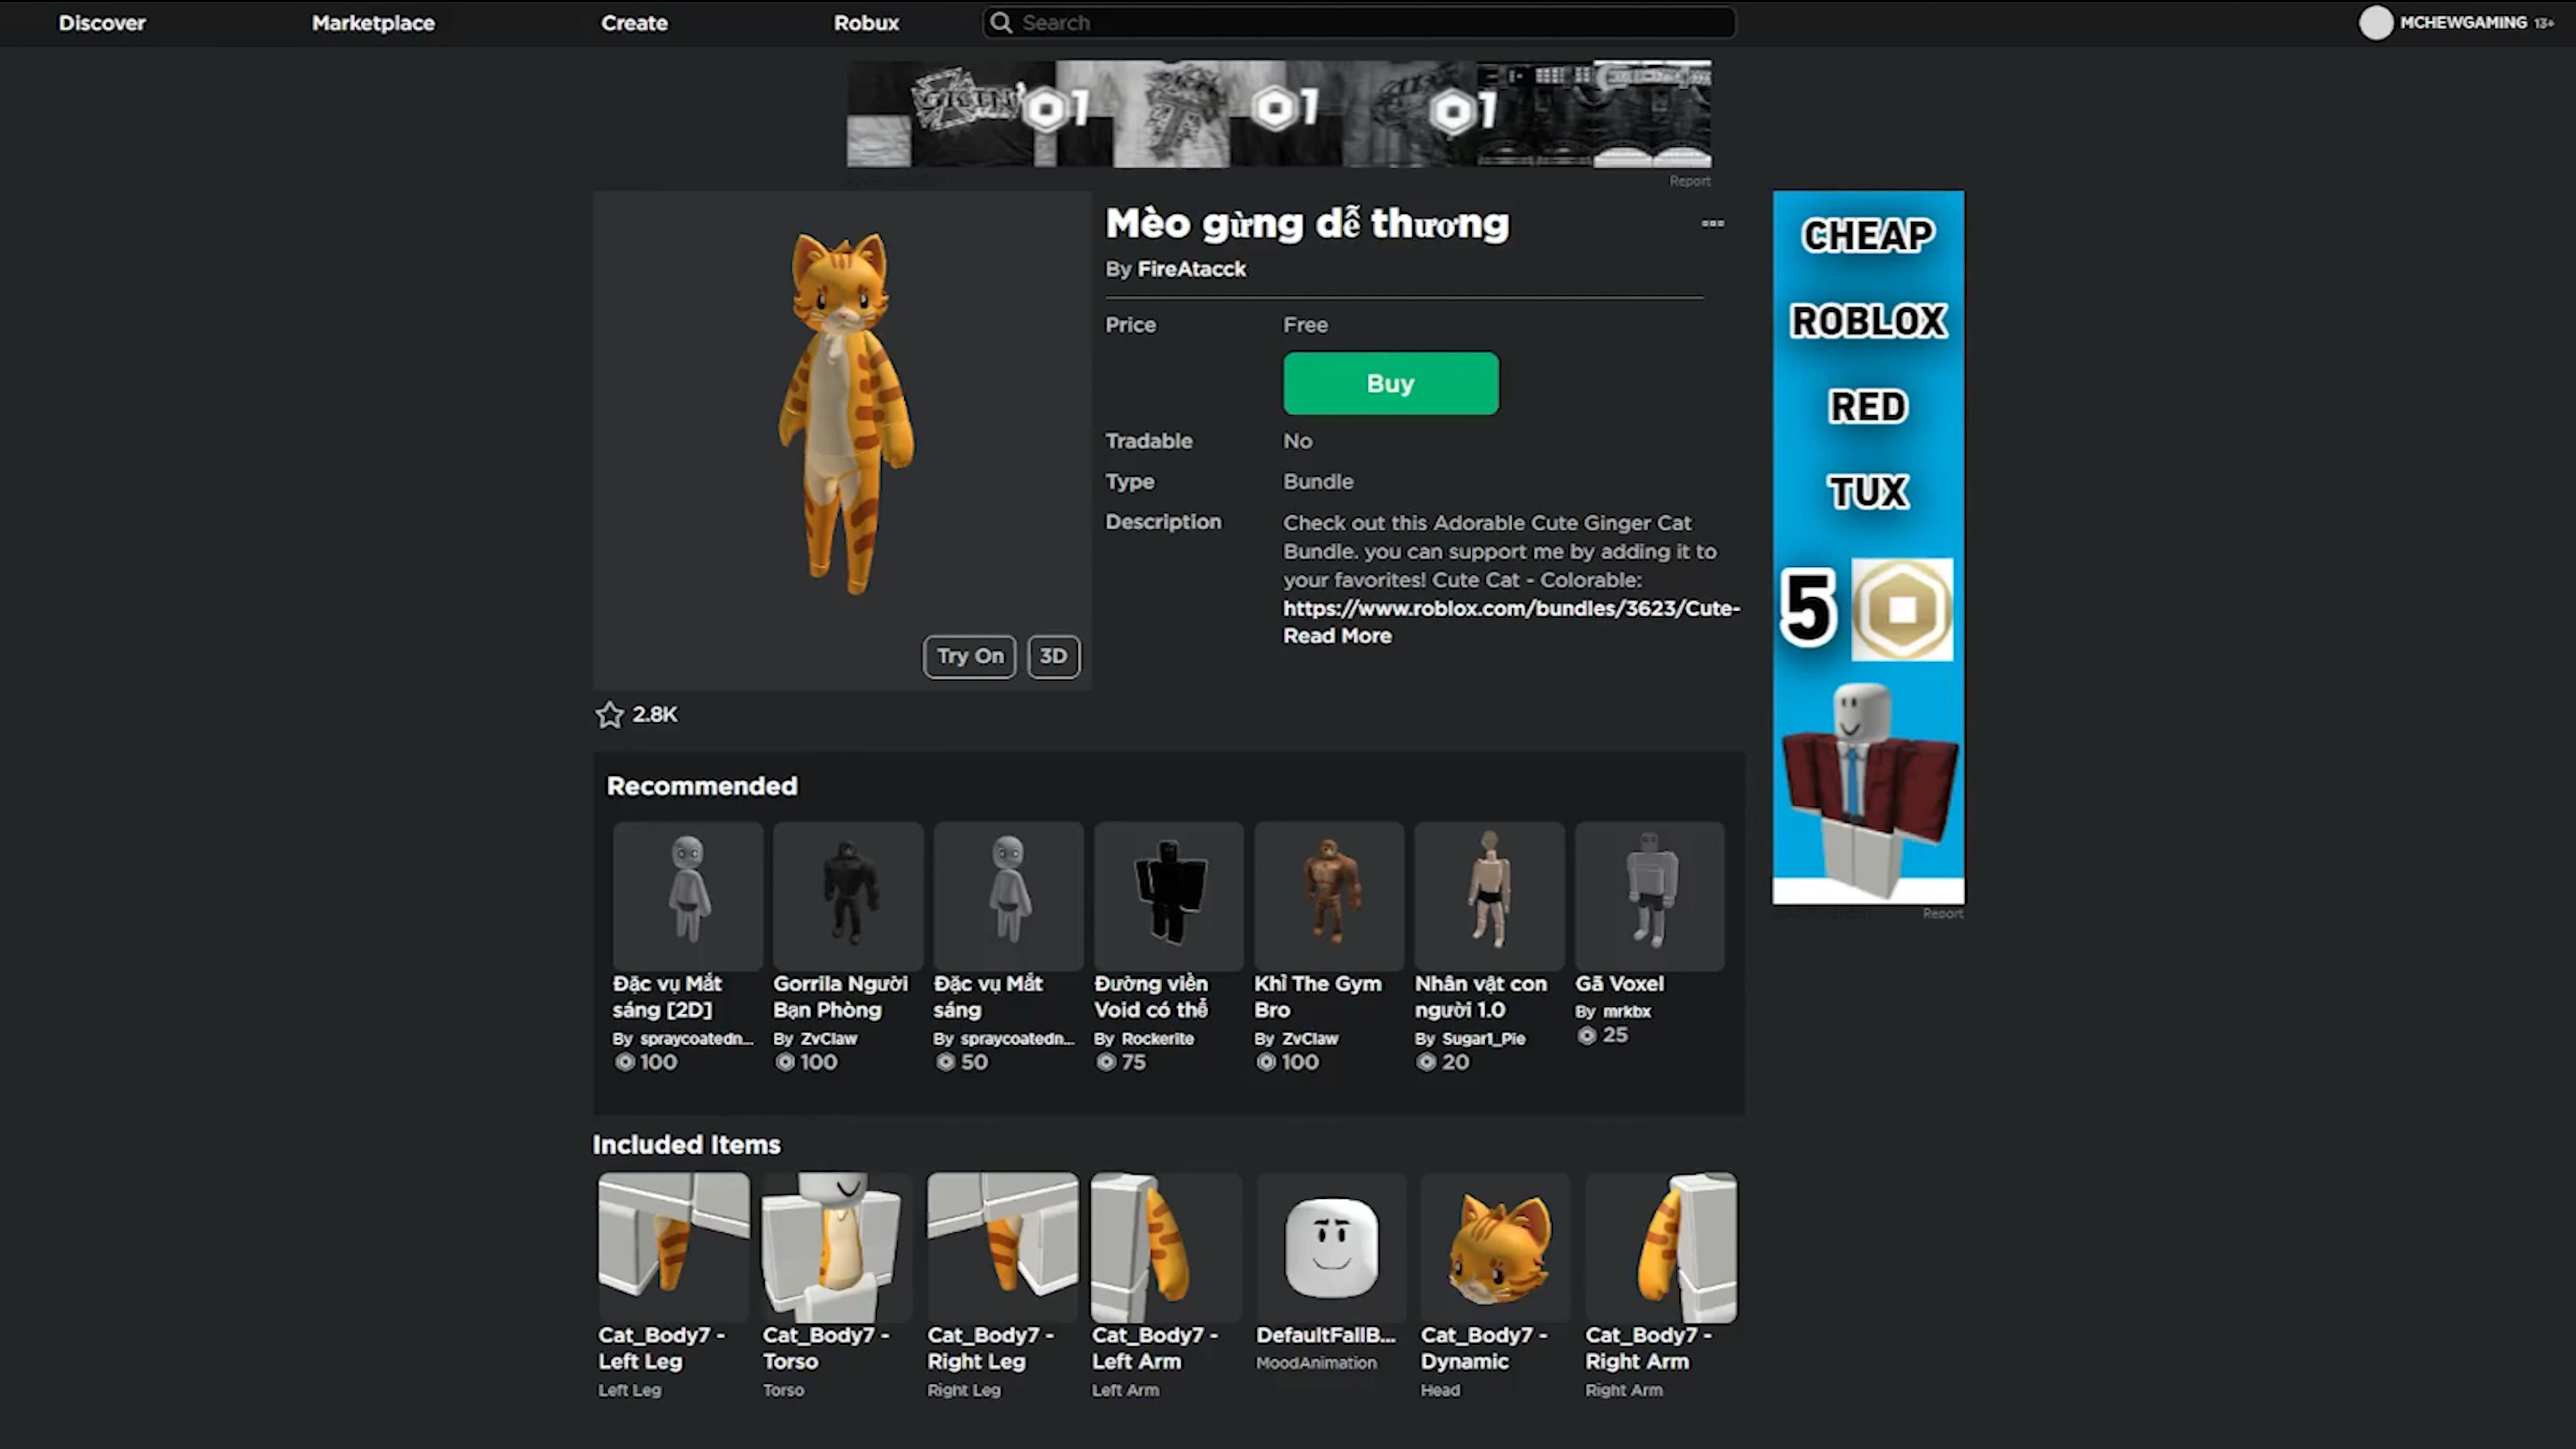 Discover Marketplace Create Robux Search MCHEWGAMING 13+
1 1 1
Report
Mèo gừng dễ thương
By FireAtacck
Price Free
Buy
Tradable No
Type Bundle
Description Check out this Adorable Cute Ginger Cat
Bundle. you can support me by adding it to
your favorites! Cute Cat - Colorable:
https://www.roblox.com/bundles/3623/Cute-
Read More
Try On 3D
2.8K
CHEAP
ROBLOX
RED
TUX
5
Report
Recommended
Đặc vụ Mắt
sáng [2D]
By spraycoatedn...
100
Gorrila Người
Bạn Phòng
By ZvClaw
100
Đặc vụ Mắt
sáng
By spraycoatedn...
50
Đường viền
Void có thể
By Rockerite
75
Khỉ The Gym
Bro
By ZvClaw
100
Nhân vật con
người 1.0
By Sugar1_Pie
20
Gã Voxel
By mrkbx
25
Included Items
Cat_Body7 -
Left Leg
Left Leg
Cat_Body7 -
Torso
Torso
Cat_Body7 -
Right Leg
Right Leg
Cat_Body7 -
Left Arm
Left Arm
DefaultFallB...
MoodAnimation
Cat_Body7 -
Dynamic
Head
Cat_Body7 -
Right Arm
Right Arm